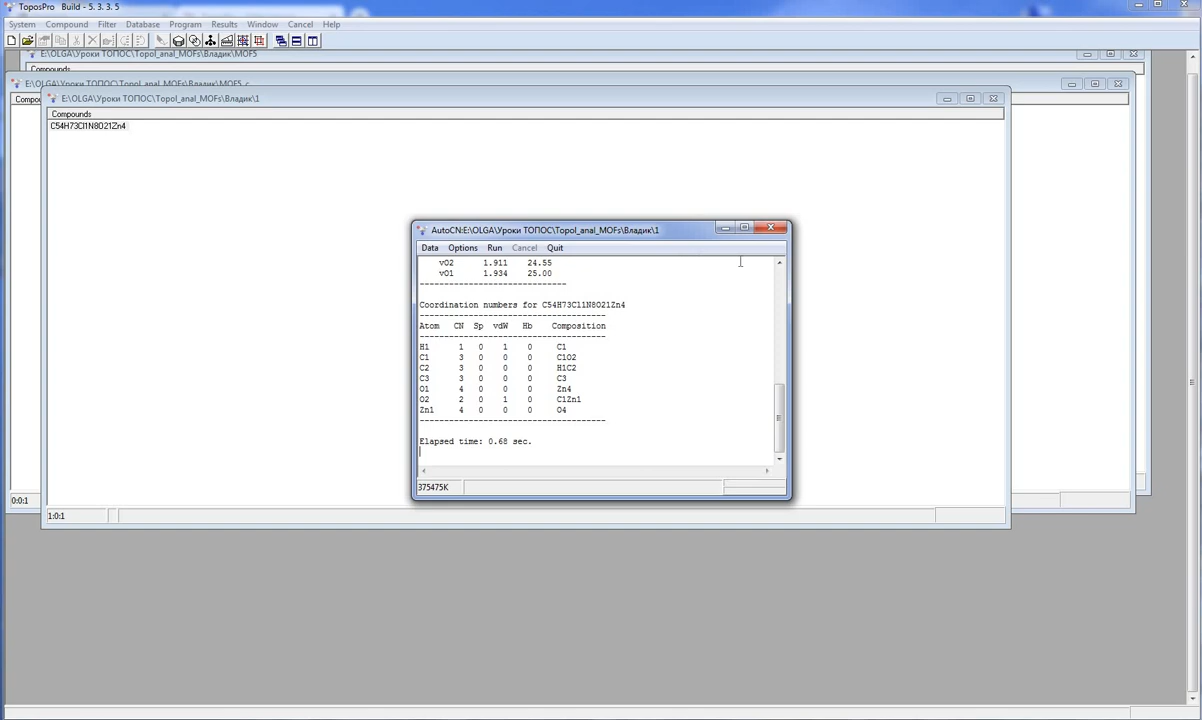 ToposPro Build - 5. 3. 3. 5
System Compound Filter Database Program Results Window Cancel Help
E:\OLGA\Уроки ТОПОС\Topol_anal_MOFs\Владик\MOF5
Compounds
E:\OLGA\Уроки ТОПОС\Topol_anal_MOFs\Владик\MOF5_c
E:\OLGA\Уроки ТОПОС\Topol_anal_MOFs\Владик\1
Compounds
C54H73Cl1N8O21Zn4
AutoCN:E:\OLGA\Уроки ТОПОС\Topol_anal_MOFs\Владик\1
Data Options Run Cancel Quit
vO2 1.911 24.55
vO1 1.934 25.00
----------------------------
Coordination numbers for C54H73Cl1N8O21Zn4
-----------------------------------
Atom CN Sp vdW Hb Composition
-----------------------------------
H1 1 0 1 0 C1
C1 3 0 0 0 C1O2
C2 3 0 0 0 H1C2
C3 3 0 0 0 C3
O1 4 0 0 0 Zn4
O2 2 0 1 0 C1Zn1
Zn1 4 0 0 0 O4
-----------------------------------
Elapsed time: 0.68 sec.
375475K
0:0:1
1:0:1